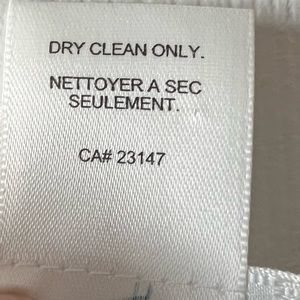 DRY CLEAN ONLY.
NETTOYER A SEC
SEULEMENT.
CA# 23147